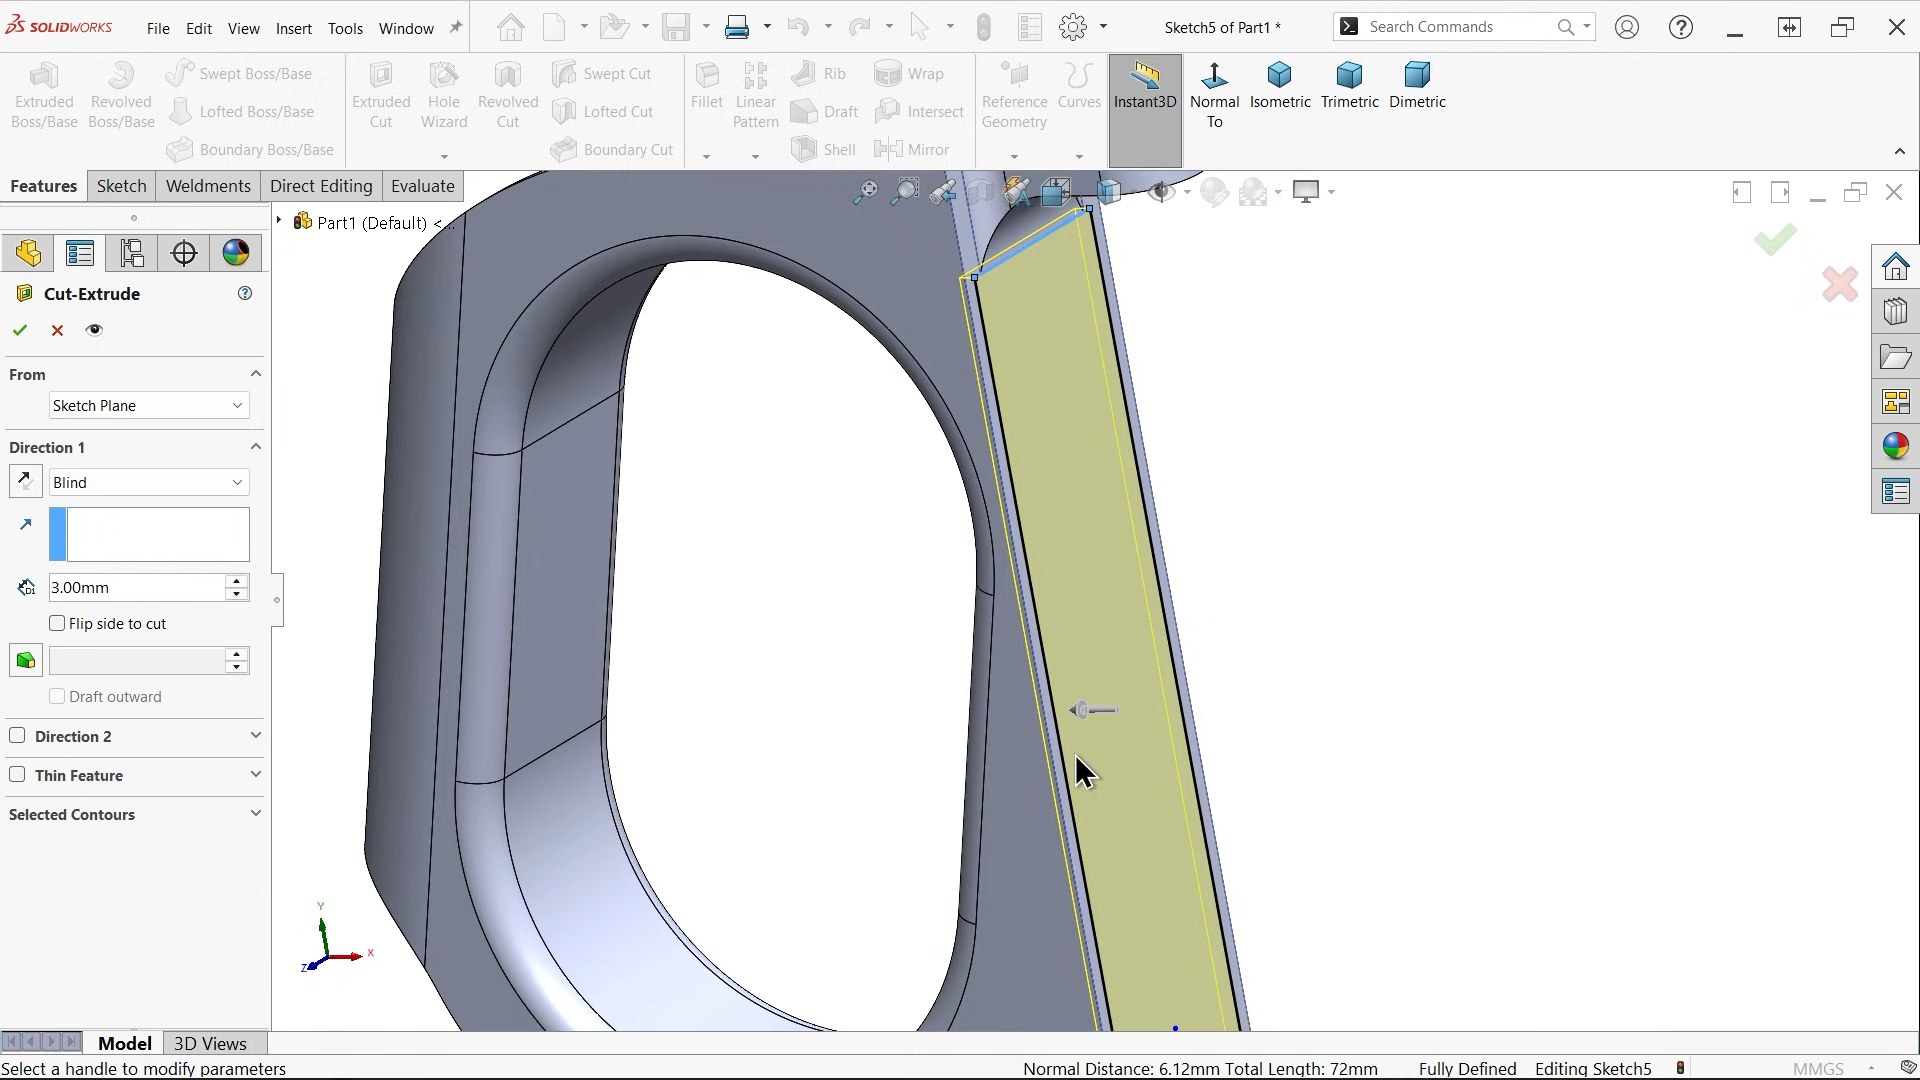 SOLIDWORKS File Edit View Insert Tools Window Sketch5 of Part1 * Search Commands
Extruded Boss/Base
Revolved Boss/Base
Swept Boss/Base
Lofted Boss/Base
Boundary Boss/Base
Extruded Cut
Hole Wizard
Revolved Cut
Swept Cut
Lofted Cut
Boundary Cut
Fillet
Linear Pattern
Rib
Draft
Shell
Wrap
Intersect
Mirror
Reference Geometry
Curves
Instant3D
Normal To
Isometric
Trimetric
Dimetric
Features Sketch Weldments Direct Editing Evaluate
Part1 (Default) <...
Cut-Extrude
From
Sketch Plane
Direction 1
Blind
D1
3.00mm
Flip side to cut
Draft outward
Direction 2
Thin Feature
Selected Contours
Y
X
Z
Model 3D Views
Select a handle to modify parameters Normal Distance: 6.12mm Total Length: 72mm Fully Defined Editing Sketch5 MMGS